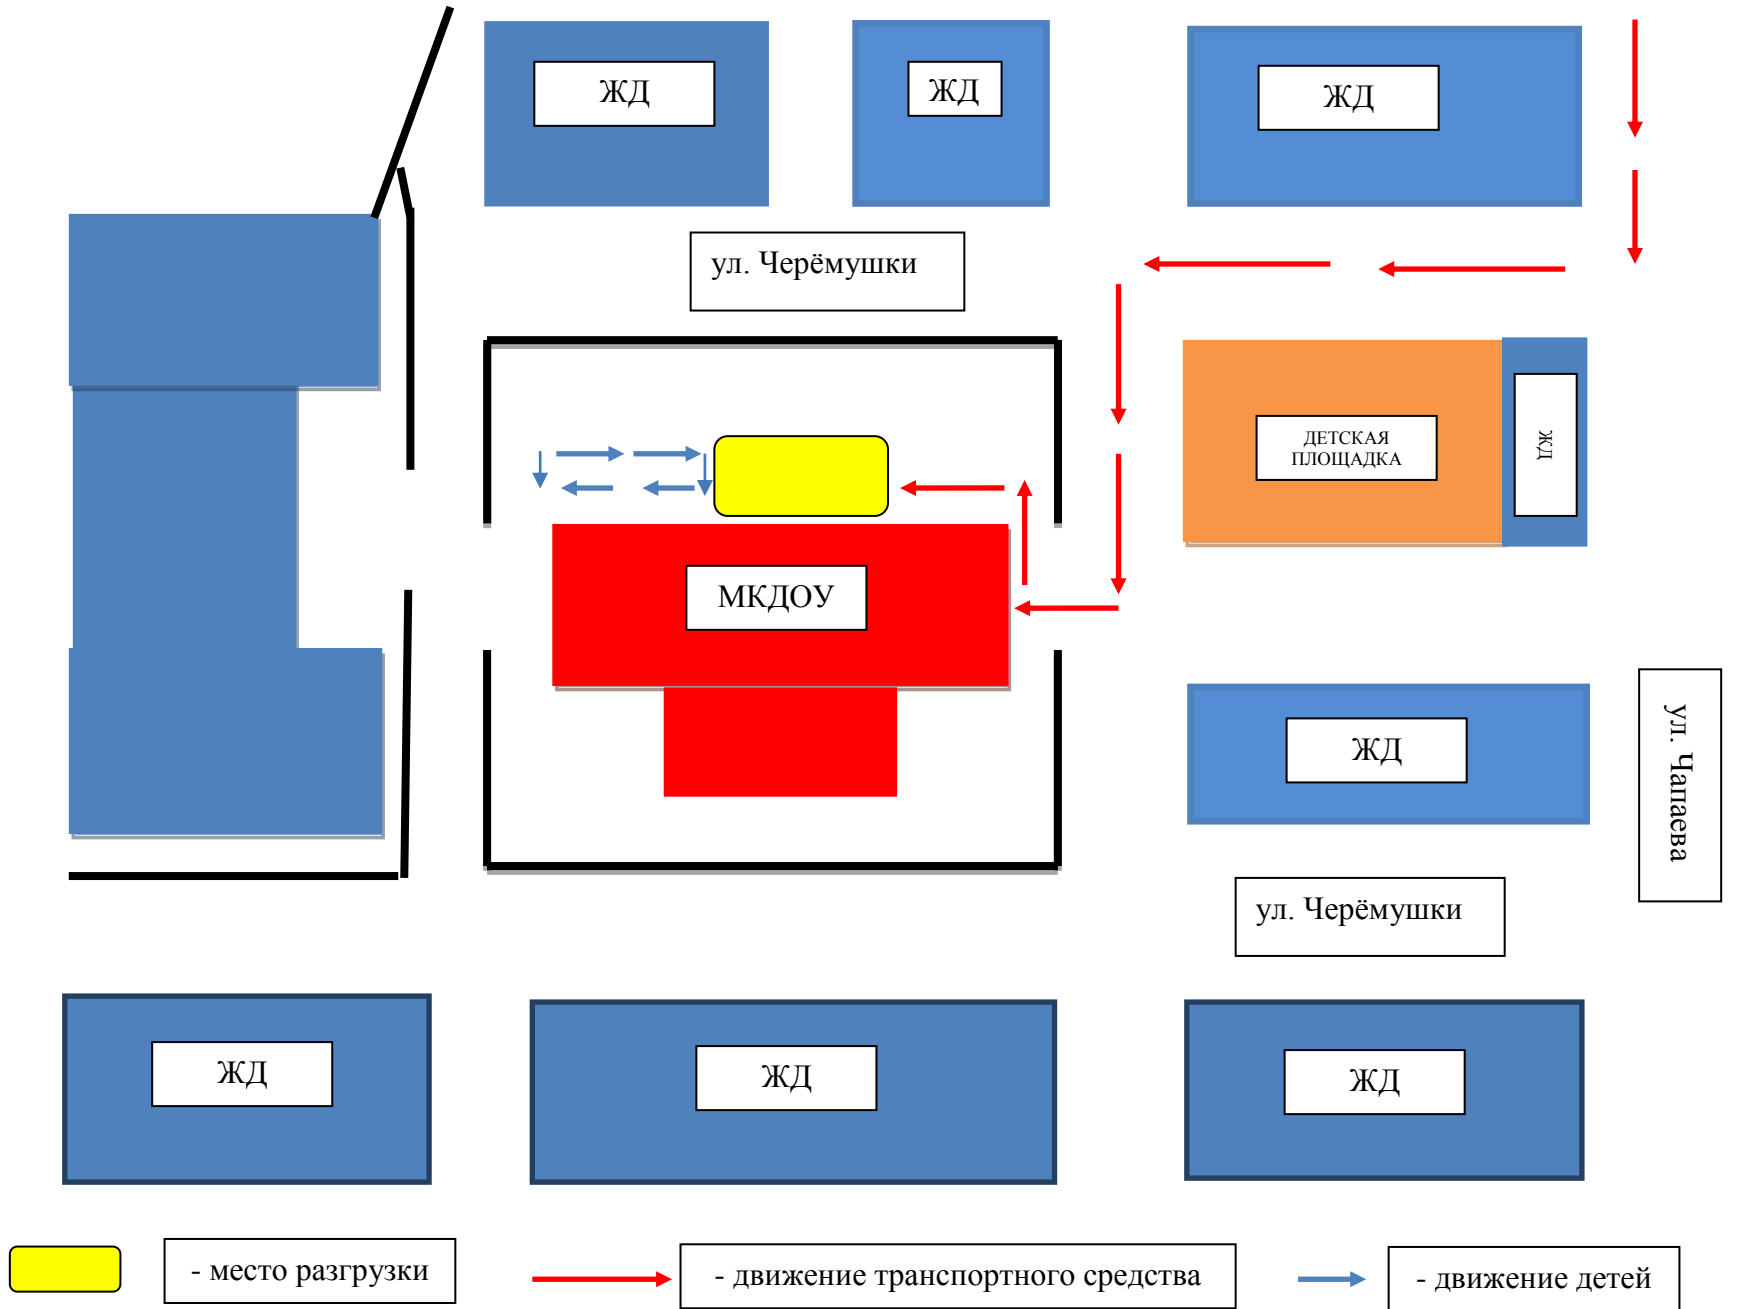 ЖД
ЖД
ЖД
ул. Черёмушки
ДЕТСКАЯ
ПЛОЩАДКА
ЖД
МКДОУ
ЖД
ул. Чапаева
ул. Черёмушки
ЖД
ЖД
ЖД
- место разгрузки
- движение транспортного средства
- движение детей